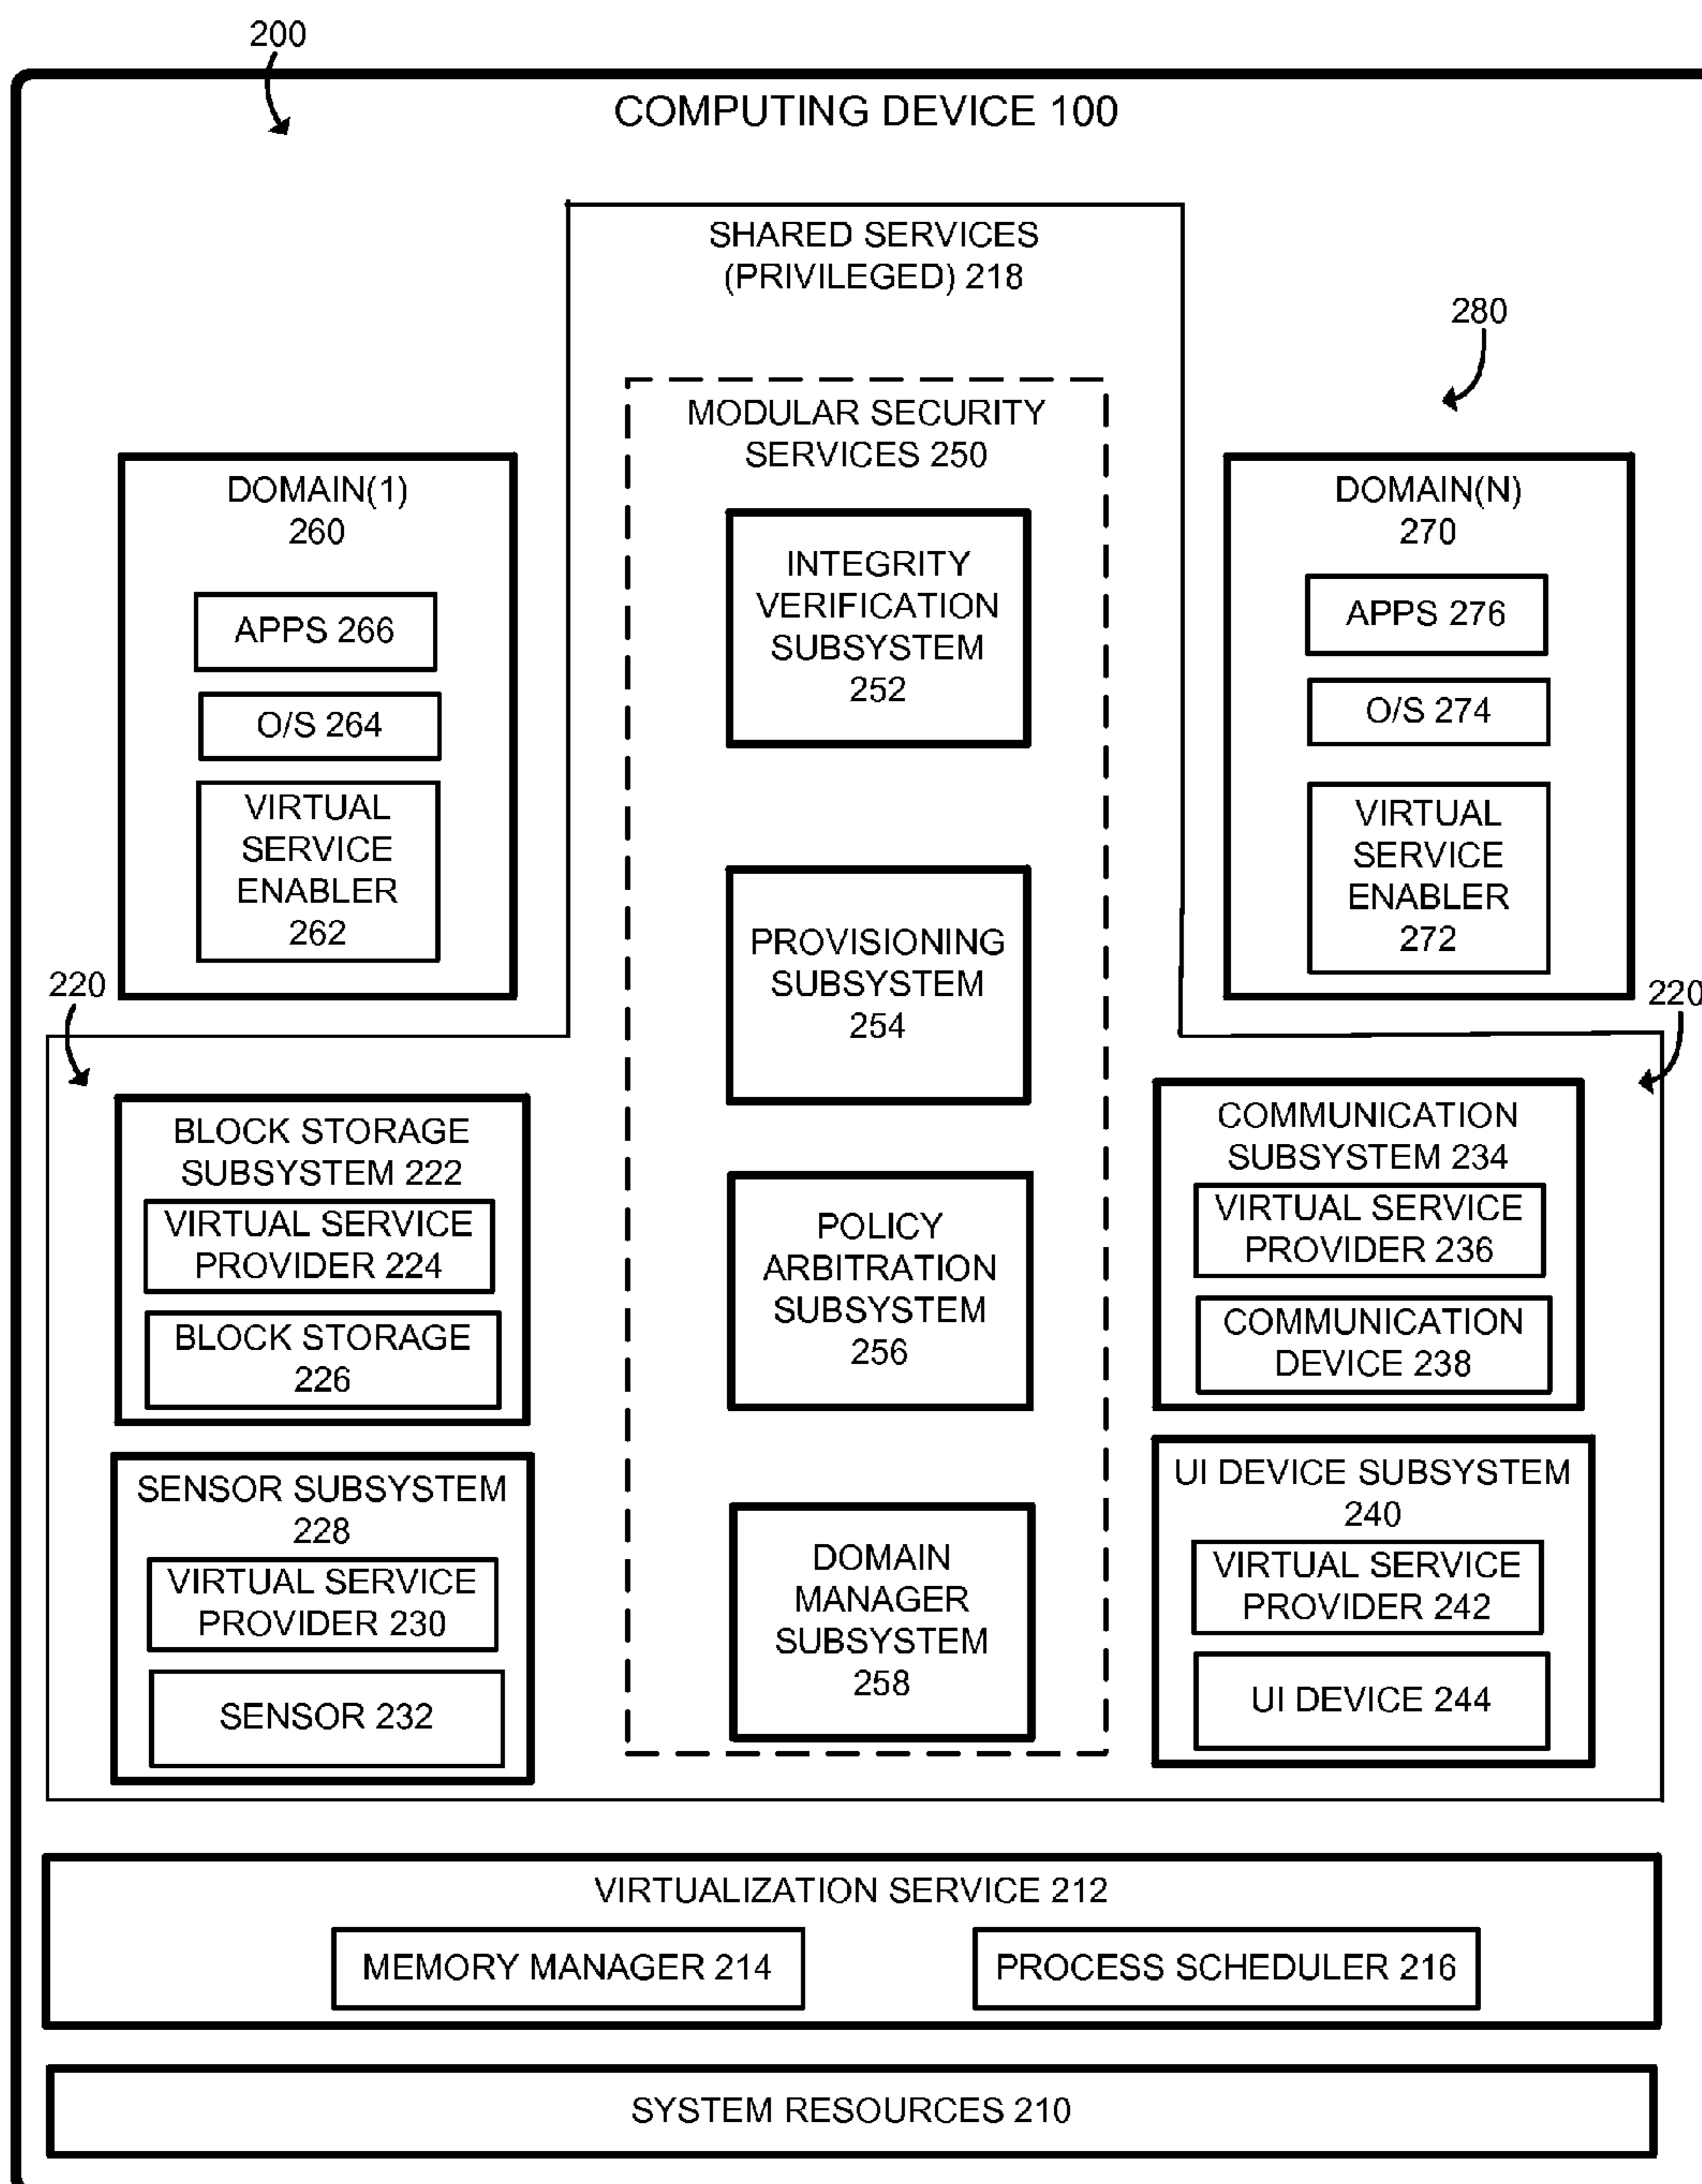 200
COMPUTING DEVICE 100
SHARED SERVICES
(PRIVILEGED) 218
280
MODULAR SECURITY
SERVICES 250
DOMAIN(1)
260
APPS 266
O/S 264
VIRTUAL
SERVICE
ENABLER
262
INTEGRITY
VERIFICATION
SUBSYSTEM
252
PROVISIONING
SUBSYSTEM
254
POLICY
ARBITRATION
SUBSYSTEM
256
DOMAIN
MANAGER
SUBSYSTEM
258
DOMAIN(N)
270
APPS 276
O/S 274
VIRTUAL
SERVICE
ENABLER
272
220
BLOCK STORAGE
SUBSYSTEM 222
VIRTUAL SERVICE
PROVIDER 224
BLOCK STORAGE
226
SENSOR SUBSYSTEM
228
VIRTUAL SERVICE
PROVIDER 230
SENSOR 232
220
COMMUNICATION
SUBSYSTEM 234
VIRTUAL SERVICE
PROVIDER 236
COMMUNICATION
DEVICE 238
UI DEVICE SUBSYSTEM
240
VIRTUAL SERVICE
PROVIDER 242
UI DEVICE 244
VIRTUALIZATION SERVICE 212
MEMORY MANAGER 214
PROCESS SCHEDULER 216
SYSTEM RESOURCES 210